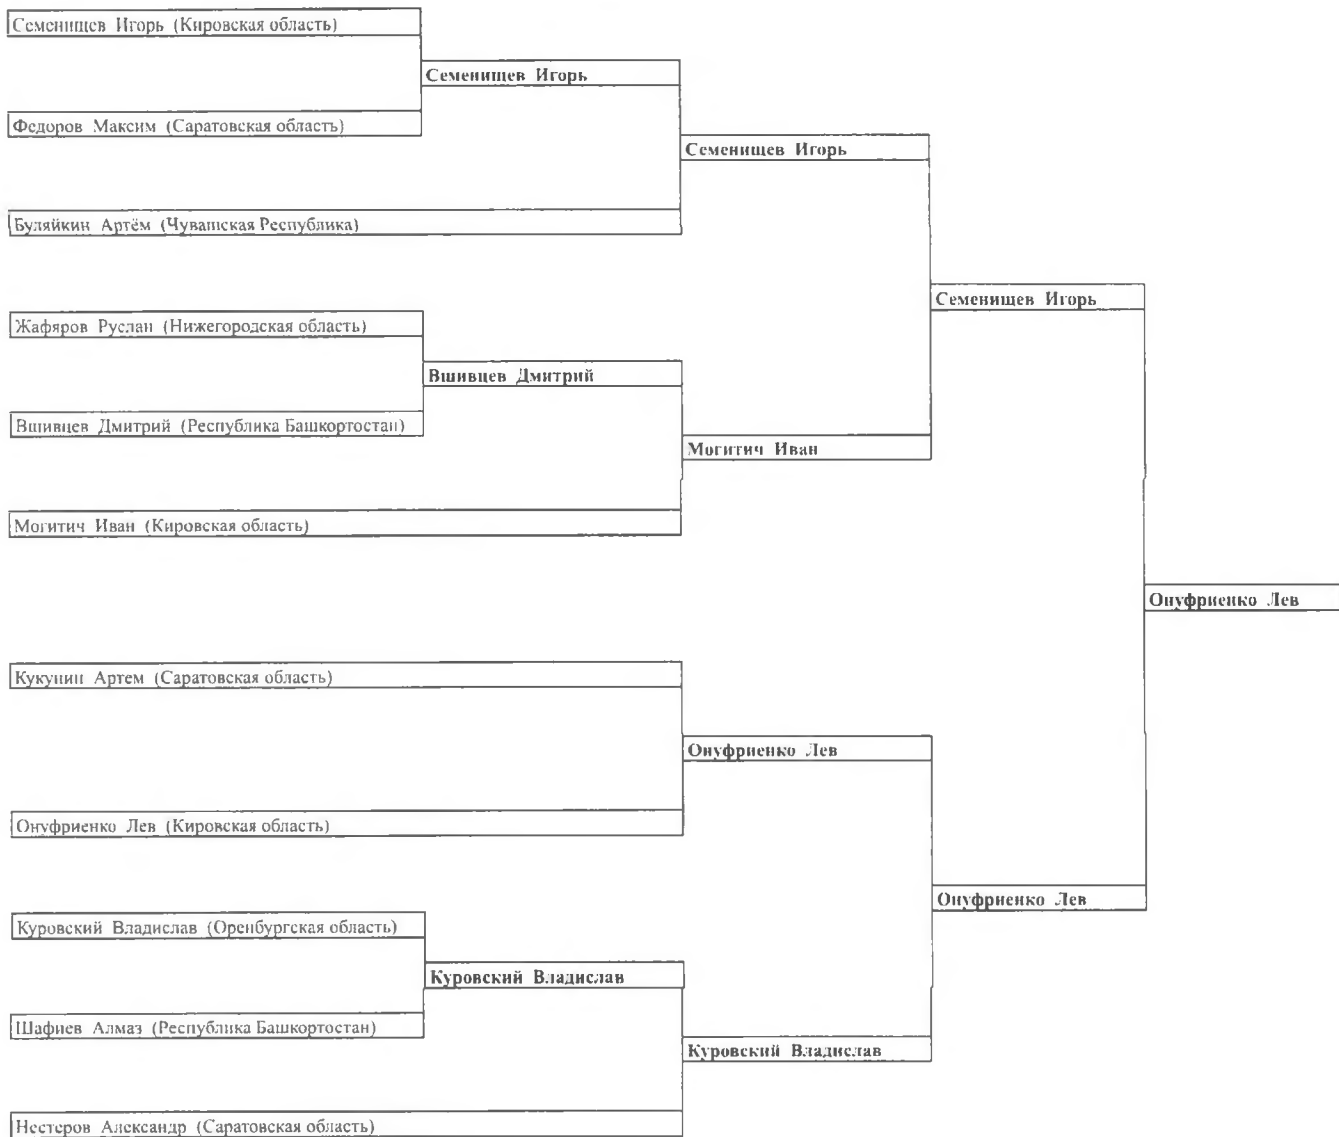 Семенищев Игорь (Кировская область)
Семенищев Игорь
Федоров Максим (Саратовская область)
Семенищев Игорь
Буляйкин Артём (Чувашская Республика)
Семенищев Игорь
Жафяров Руслан (Нижегородская область)
Вшивцев Дмитрий
Вшивцев Дмитрий (Республика Башкортостан)
Могитич Иван
Могитич Иван (Кировская область)
Онуфриенко Лев
Кукунин Артем (Саратовская область)
Онуфриенко Лев
Онуфриенко Лев (Кировская область)
Онуфриенко Лев
Куровский Владислав (Оренбургская область)
Куровский Владислав
Шафиев Алмаз (Республика Башкортостан)
Куровский Владислав
Нестеров Александр (Саратовская область)